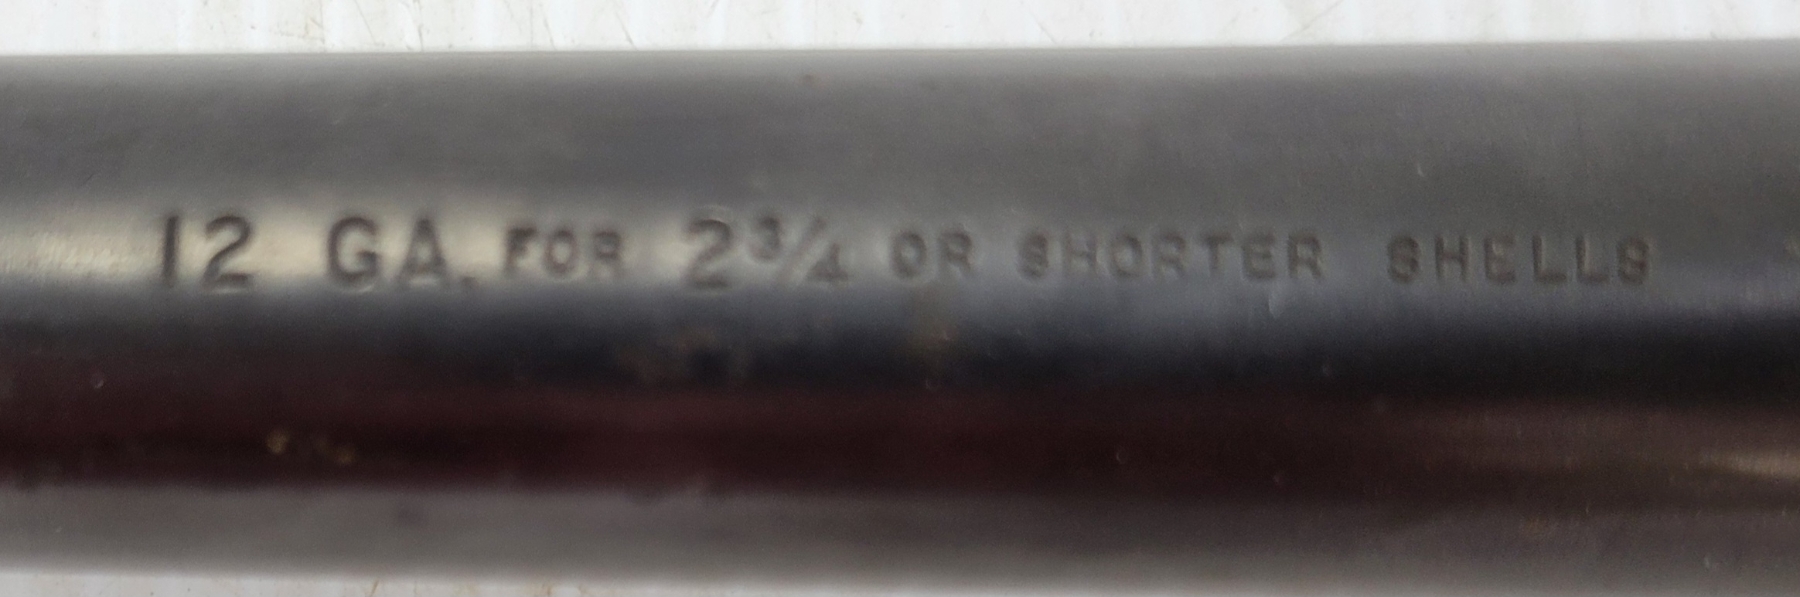 12 GA. FOR 2¾ OR SHORTER SHELLS